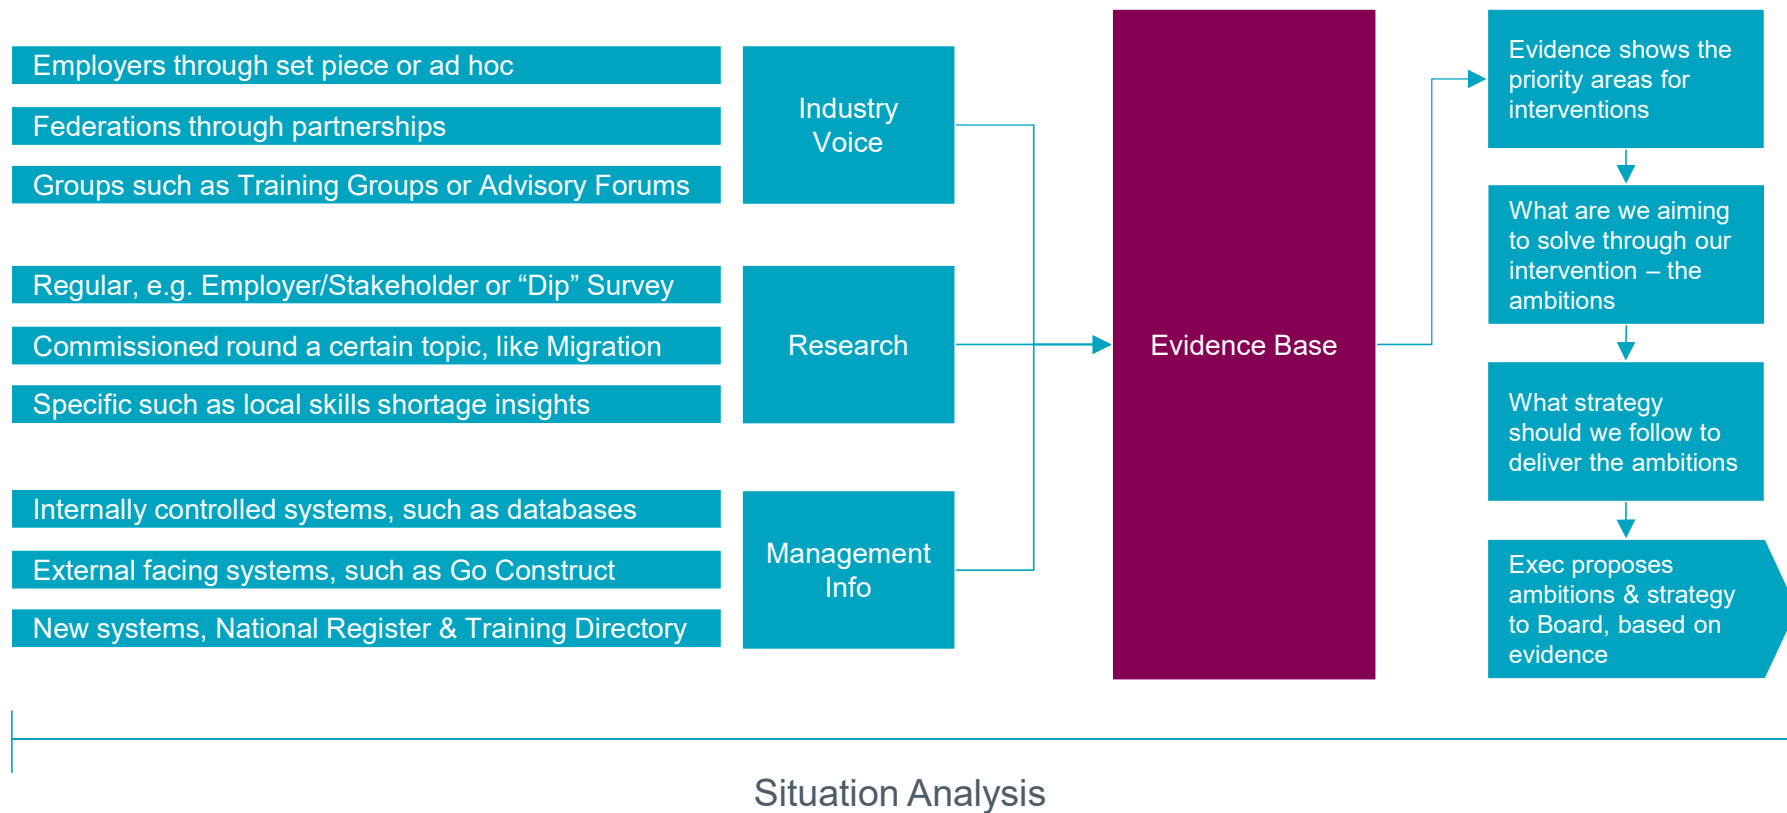 Employers through set piece or ad hoc
Federations through partnerships
Groups such as Training Groups or Advisory Forums
Industry
Voice
Regular, e.g. Employer/Stakeholder or “Dip” Survey
Commissioned round a certain topic, like Migration
Specific such as local skills shortage insights
Research
Internally controlled systems, such as databases
External facing systems, such as Go Construct
New systems, National Register & Training Directory
Management
Info
Evidence Base
Evidence shows the
priority areas for
interventions
What are we aiming
to solve through our
intervention – the
ambitions
What strategy
should we follow to
deliver the ambitions
Exec proposes
ambitions & strategy
to Board, based on
evidence
Situation Analysis